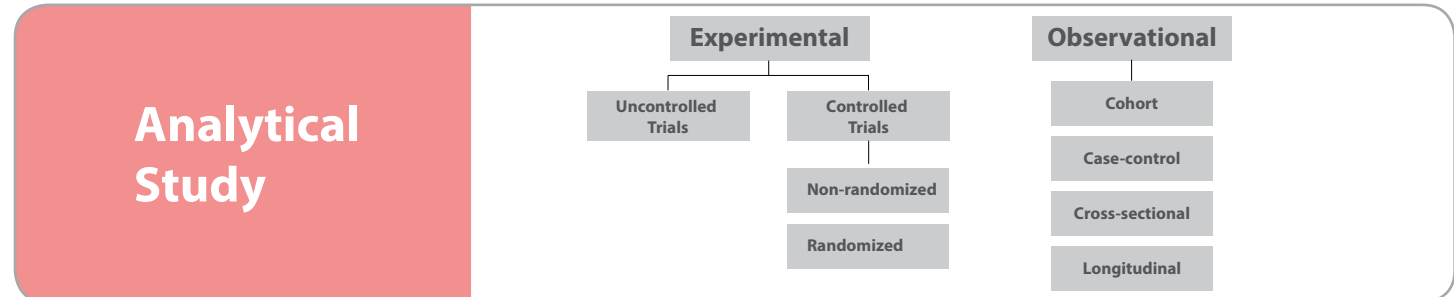 Analytical
Study
Experimental
Uncontrolled
Trials
Controlled
Trials
Non-randomized
Randomized
Observational
Cohort
Case-control
Cross-sectional
Longitudinal